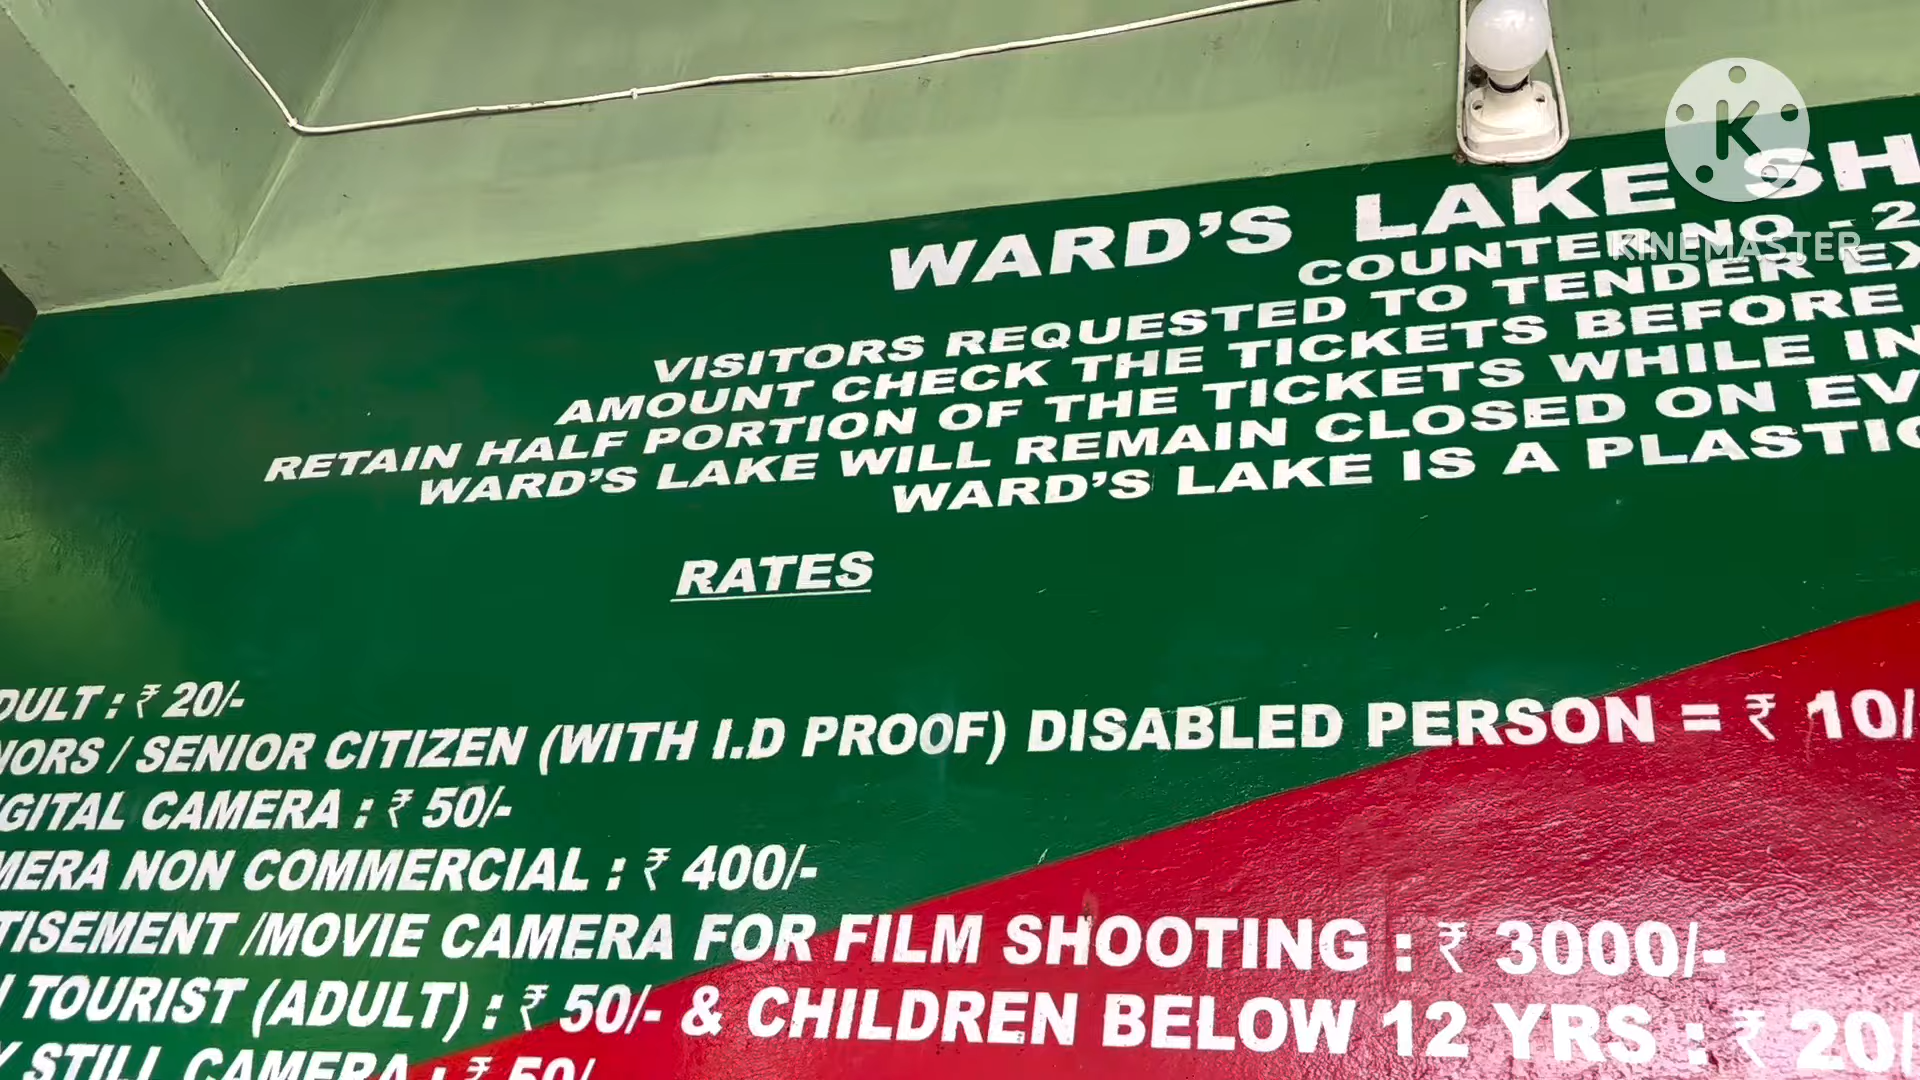 WARD'S LAKE SH
COUNTER NO - 2
VISITORS REQUESTED TO TENDER EX
AMOUNT CHECK THE TICKETS BEFORE
RETAIN HALF PORTION OF THE TICKETS WHILE IN
WARD'S LAKE WILL REMAIN CLOSED ON EV
WARD'S LAKE IS A PLASTIC
RATES
DULT : ₹ 20/-
NORS / SENIOR CITIZEN (WITH I.D PROOF) DISABLED PERSON = ₹ 10/
IGITAL CAMERA : ₹ 50/-
MERA NON COMMERCIAL : ₹ 400/-
TISEMENT /MOVIE CAMERA FOR FILM SHOOTING : ₹ 3000/-
TOURIST (ADULT) : ₹ 50/- & CHILDREN BELOW 12 YRS : ₹ 20/
Y STILL CAMERA : ₹ 50/
K
KINEMASTER